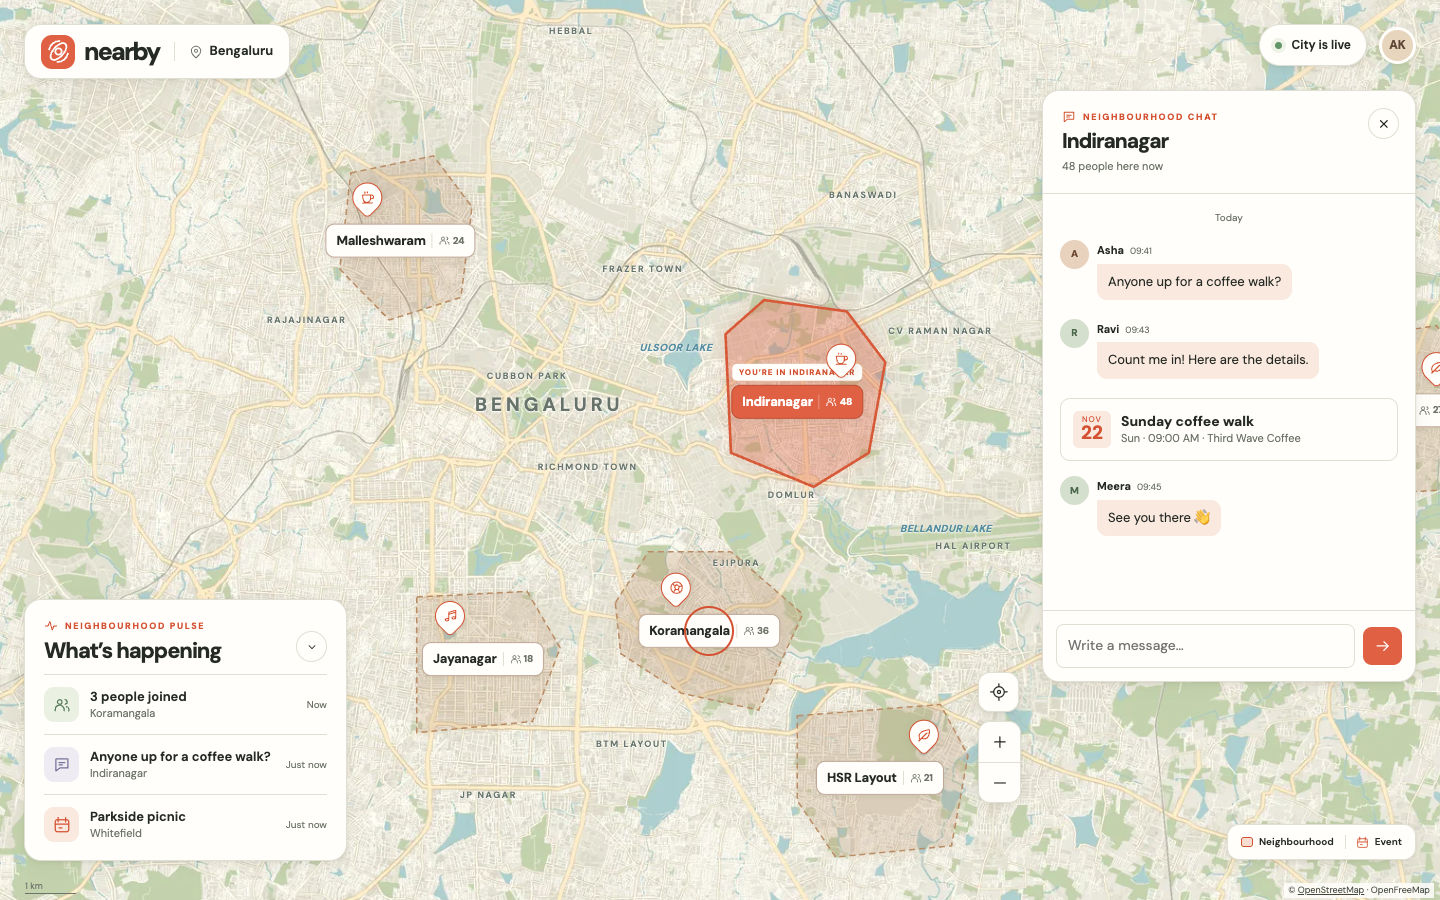 nearby
Bengaluru
City is live
AK
HEBBAL
BANASWADI
Malleshwaram 24
FRAZER TOWN
RAJAJINAGAR
CV RAMAN NAGAR
ULSOOR LAKE
CUBBON PARK
BENGALURU
YOU'RE IN INDIRANA
Indiranagar 48
RICHMOND TOWN
DOMLUR
BELLANDUR LAKE
HAL AIRPORT
EJIPURA
Koramangala 36
Jayanagar 18
BTM LAYOUT
HSR Layout 21
JP NAGAR
NEIGHBOURHOOD CHAT
Indiranagar
48 people here now
Today
A
Asha 09:41
Anyone up for a coffee walk?
R
Ravi 09:43
Count me in! Here are the details.
NOV
22
Sunday coffee walk
Sun · 09:00 AM · Third Wave Coffee
M
Meera 09:45
See you there 👋
Write a message...
NEIGHBOURHOOD PULSE
What's happening
3 people joined
Koramangala
Now
Anyone up for a coffee walk?
Indiranagar
Just now
Parkside picnic
Whitefield
Just now
1 km
Neighbourhood
Event
© OpenStreetMap · OpenFreeMap